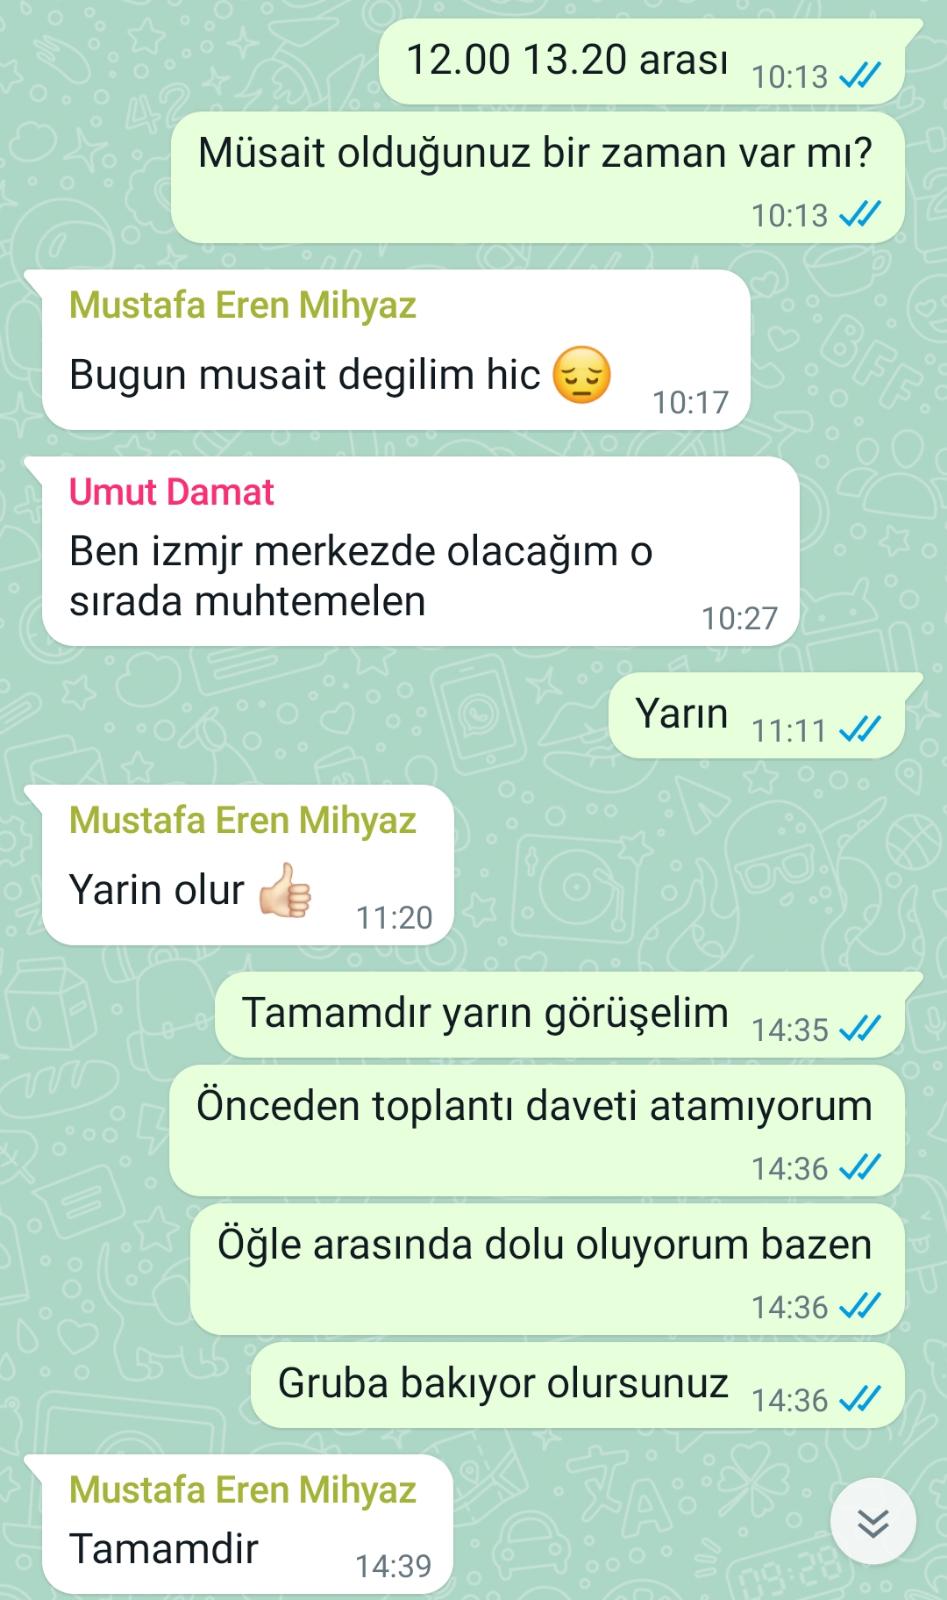 12.00 13.20 arası
10:13
Müsait olduğunuz bir zaman var mı?
10:13
Mustafa Eren Mihyaz
Bugun musait degilim hic 😔
10:17
Umut Damat
Ben izmjr merkezde olacağım o
sırada muhtemelen
10:27
Yarın
11:11
Mustafa Eren Mihyaz
Yarin olur 👍🏻
11:20
Tamamdır yarın görüşelim
14:35
Önceden toplantı daveti atamıyorum
14:36
Öğle arasında dolu oluyorum bazen
14:36
Gruba bakıyor olursunuz
14:36
Mustafa Eren Mihyaz
Tamamdir
14:39